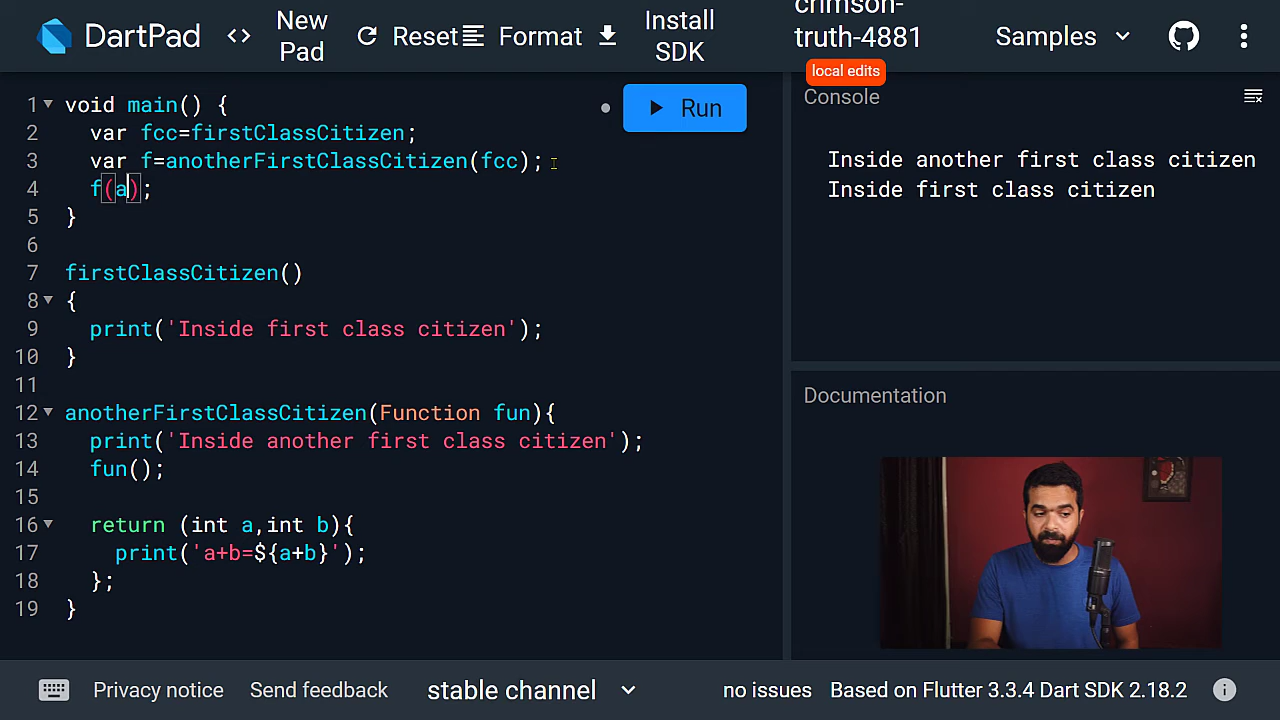 DartPad <> New Pad Reset Format Install SDK crimson-truth-4881 local edits Samples
Run
1 void main() {
2 var fcc=firstClassCitizen;
3 var f=anotherFirstClassCitizen(fcc);
4 f(a);
5 }
6
7 firstClassCitizen()
8 {
9 print('Inside first class citizen');
10 }
11
12 anotherFirstClassCitizen(Function fun){
13 print('Inside another first class citizen');
14 fun();
15
16 return (int a,int b){
17 print('a+b=${a+b}');
18 };
19 }
Console
Inside another first class citizen
Inside first class citizen
Documentation
Privacy notice Send feedback stable channel no issues Based on Flutter 3.3.4 Dart SDK 2.18.2